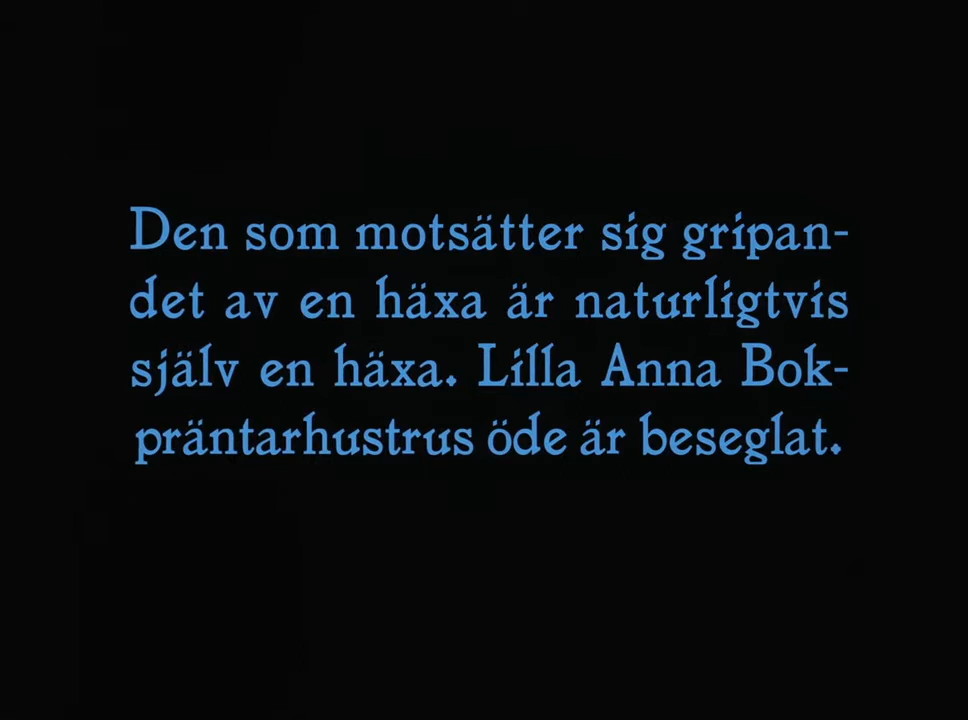 Den som motsätter sig gripan-
det av en häxa är naturligtvis
själv en häxa. Lilla Anna Bok-
präntarhustrus öde är beseglat.